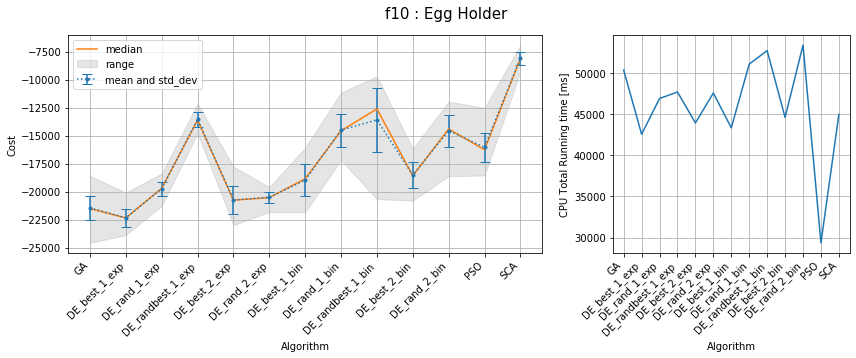 f10 : Egg Holder
median
range
mean and std_dev
Cost
−7500
−10000
−12500
−15000
−17500
−20000
−22500
−25000
GA
DE_best_1_exp
DE_rand_1_exp
DE_randbest_1_exp
DE_best_2_exp
DE_rand_2_exp
DE_best_1_bin
DE_rand_1_bin
DE_randbest_1_bin
DE_best_2_bin
DE_rand_2_bin
PSO
SCA
Algorithm
CPU Total Running time [ms]
50000
45000
40000
35000
30000
GA
DE_best_1_exp
DE_rand_1_exp
DE_randbest_1_exp
DE_best_2_exp
DE_rand_2_exp
DE_best_1_bin
DE_rand_1_bin
DE_randbest_1_bin
DE_best_2_bin
DE_rand_2_bin
PSO
SCA
Algorithm